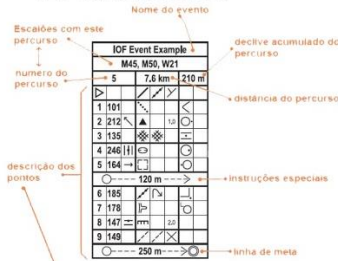 Nome do evento
Escalões com este
percurso
declive acumulado do
percurso
IOF Event Example
M45, M50, W21
5 7,6 km 210 m
numero do
percurso
distância do percurso
1 101
2 212 1,0
3 135
4 246
5 164
120 m
descrição dos
pontos
instruções especiais
6 185
7 178
8 147 2,0
9 149
250 m
linha de meta